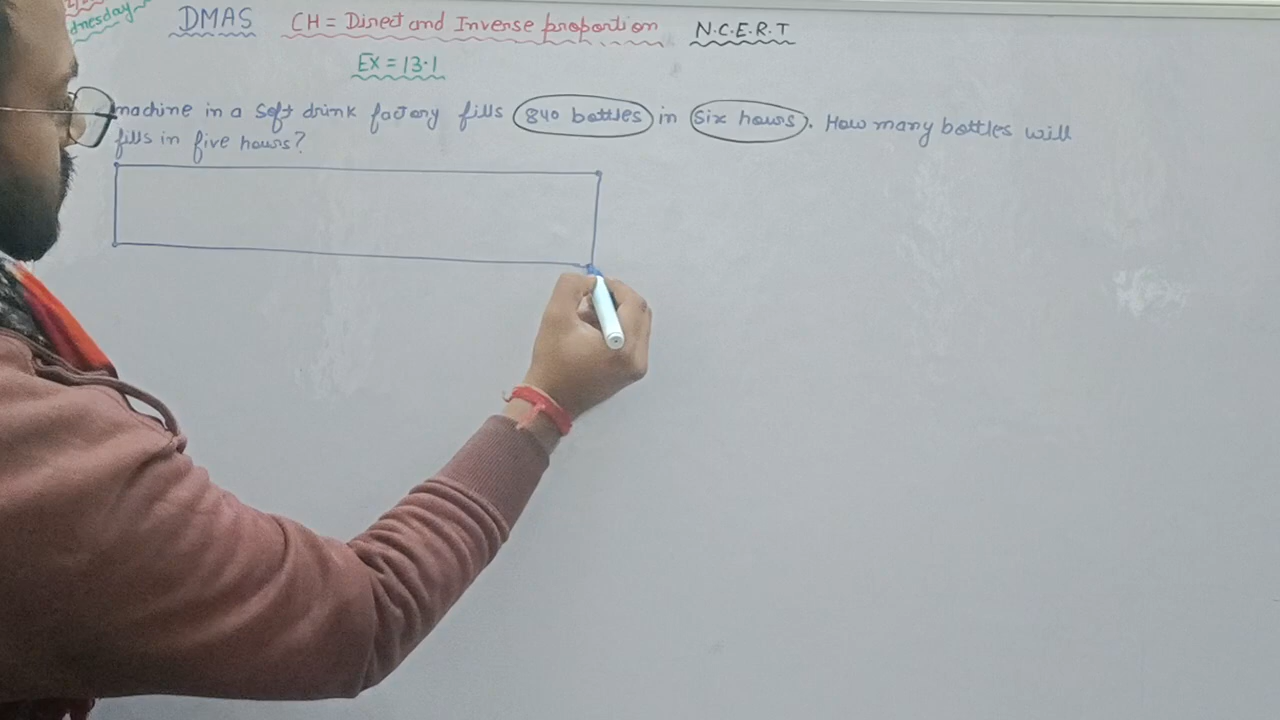 dnesday
DMAS CH = Direct and Inverse proportion N.C.E.R.T
EX = 13.1
machine in a soft drink factory fills 840 bottles in six hours. How many bottles will
fills in five hours?